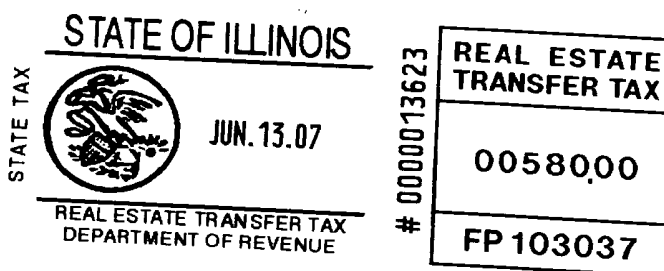 STATE OF ILLINOIS
STATE TAX
JUN.13.07
REAL ESTATE TRANSFER TAX
DEPARTMENT OF REVENUE
# 0000013623
REAL ESTATE
TRANSFER TAX
00580.00
FP 103037